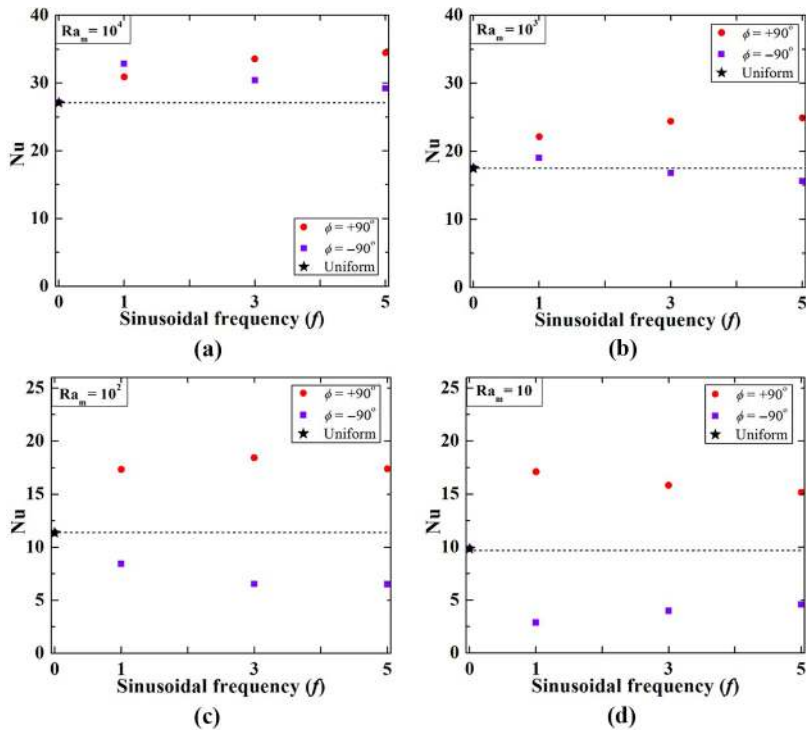 40
30
20
10
0
Nu
Ra_m = 10^4
ϕ = +90°
ϕ = −90°
Uniform
0 1 3 5
Sinusoidal frequency (f)
(a)
40
30
20
10
0
Nu
Ra_m = 10^3
ϕ = +90°
ϕ = −90°
Uniform
0 1 3 5
Sinusoidal frequency (f)
(b)
25
20
15
10
5
0
Nu
Ra_m = 10^2
ϕ = +90°
ϕ = −90°
Uniform
0 1 3 5
Sinusoidal frequency (f)
(c)
25
20
15
10
5
0
Nu
Ra_m = 10
ϕ = +90°
ϕ = −90°
Uniform
0 1 3 5
Sinusoidal frequency (f)
(d)